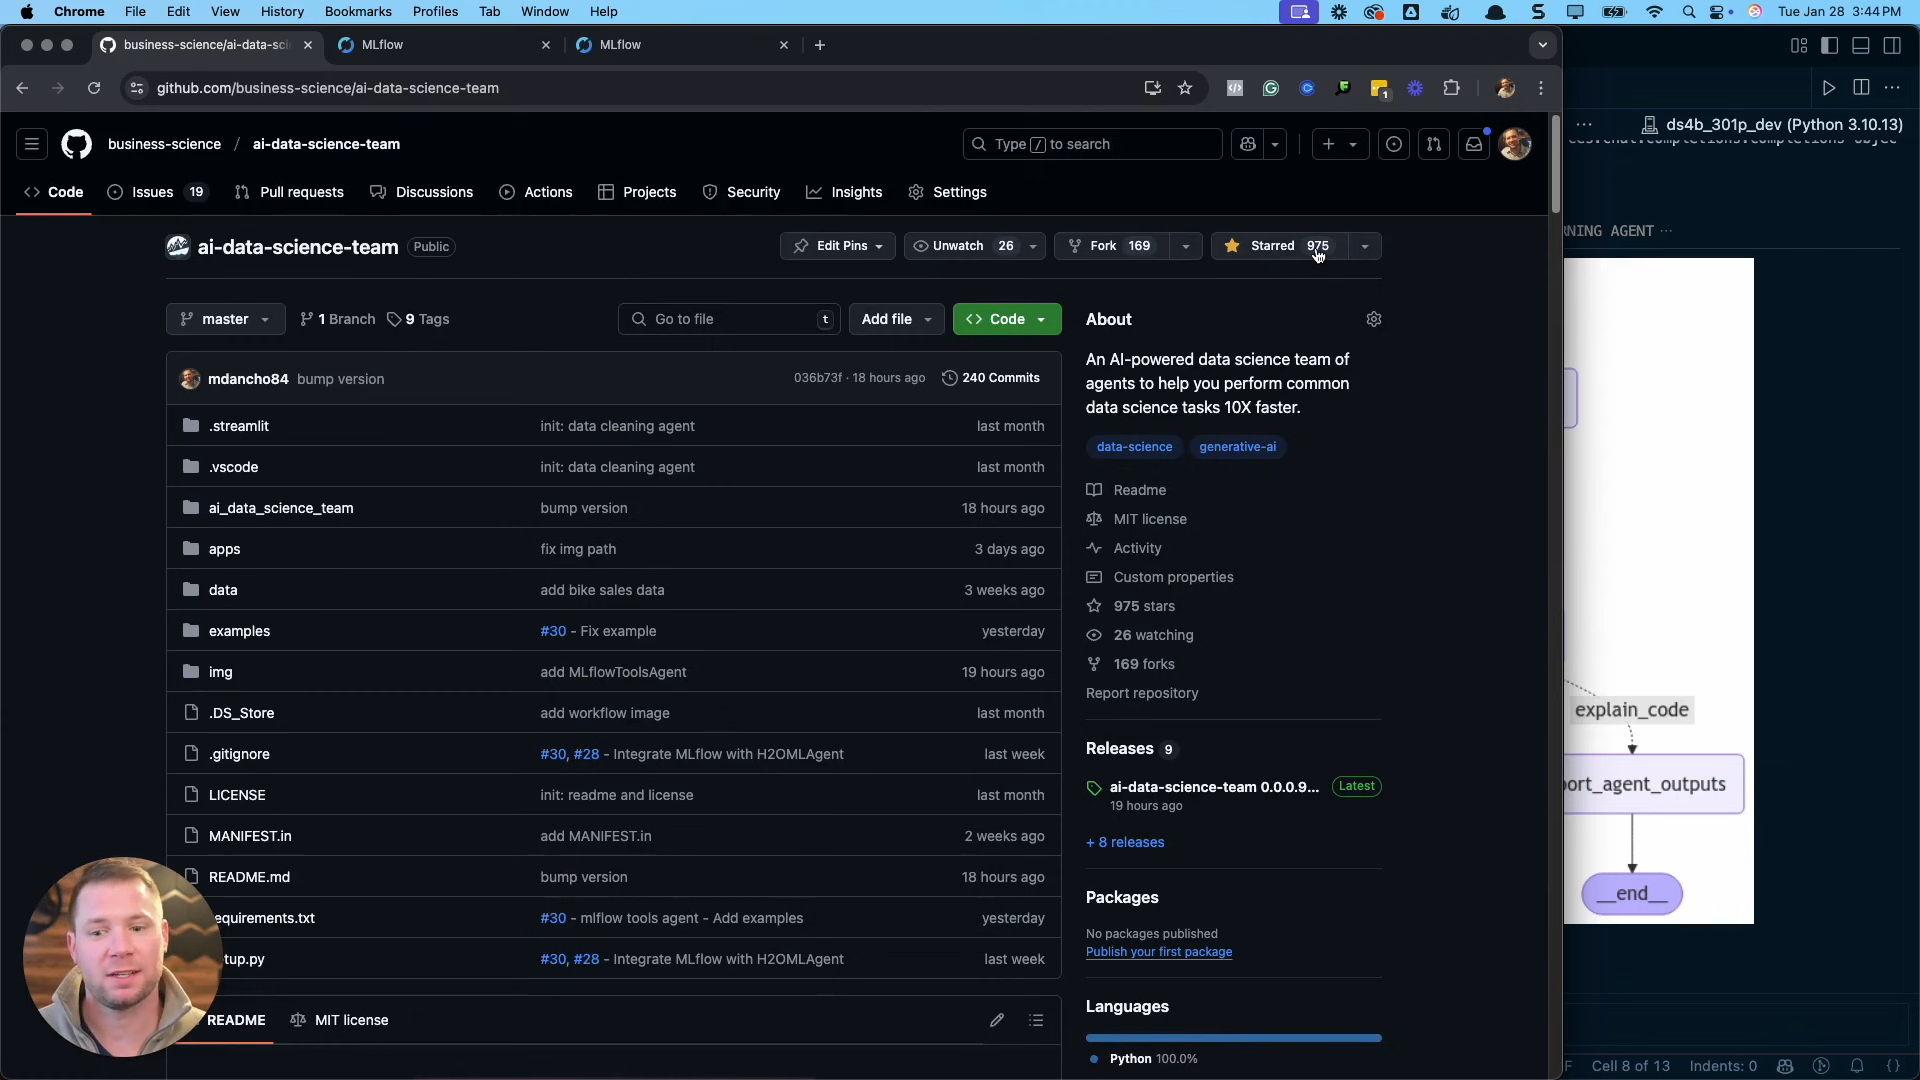 Chrome File Edit View History Bookmarks Profiles Tab Window Help
Tue Jan 28 3:44 PM
business-science/ai-data-sci
MLflow
MLflow
github.com/business-science/ai-data-science-team
1
ds4b_301p_dev (Python 3.10.13)
business-science / ai-data-science-team
Type / to search
Code
Issues 19
Pull requests
Discussions
Actions
Projects
Security
Insights
Settings
RNING AGENT
ai-data-science-team Public
Edit Pins
Unwatch 26
Fork 169
Starred 975
master
1 Branch
9 Tags
Go to file t
Add file
Code
mdancho84 bump version
036b73f · 18 hours ago
240 Commits
.streamlit init: data cleaning agent last month
.vscode init: data cleaning agent last month
ai_data_science_team bump version 18 hours ago
apps fix img path 3 days ago
data add bike sales data 3 weeks ago
examples #30 - Fix example yesterday
img add MLflowToolsAgent 19 hours ago
.DS_Store add workflow image last month
.gitignore #30, #28 - Integrate MLflow with H2OMLAgent last week
LICENSE init: readme and license last month
MANIFEST.in add MANIFEST.in 2 weeks ago
README.md bump version 18 hours ago
equirements.txt #30 - mlflow tools agent - Add examples yesterday
tup.py #30, #28 - Integrate MLflow with H2OMLAgent last week
README
MIT license
About
An AI-powered data science team of
agents to help you perform common
data science tasks 10X faster.
data-science generative-ai
Readme
MIT license
Activity
Custom properties
975 stars
26 watching
169 forks
Report repository
Releases 9
ai-data-science-team 0.0.0.9... Latest
19 hours ago
+ 8 releases
Packages
No packages published
Publish your first package
Languages
Python 100.0%
explain_code
port_agent_outputs
__end__
Cell 8 of 13
Indents: 0